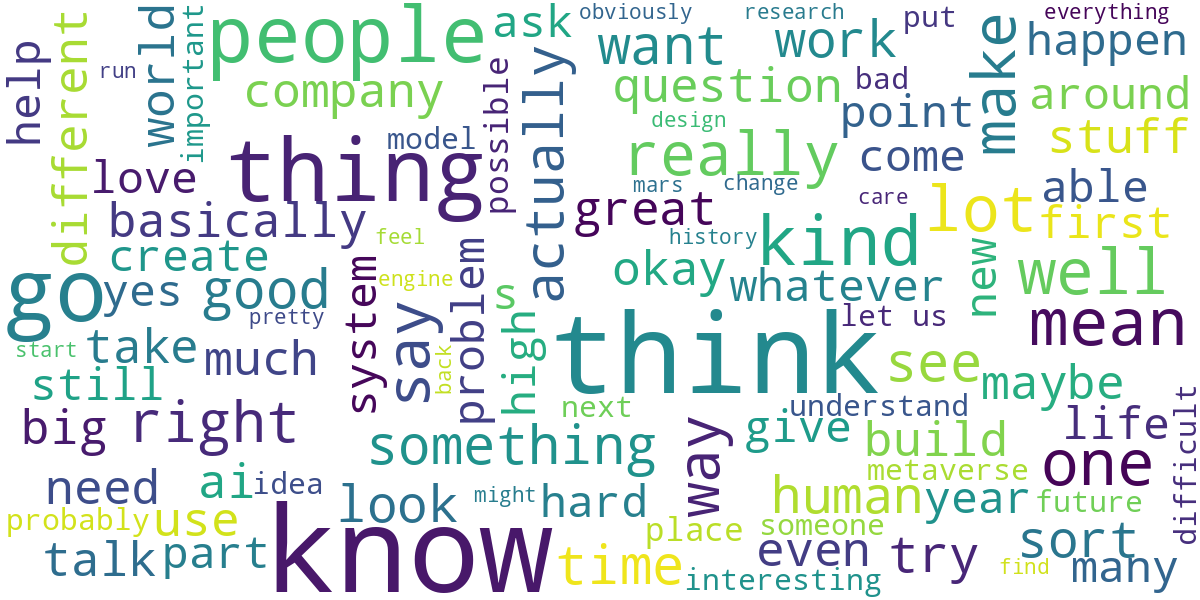 people
ask
obviously
research
put
everything
help
run
different
world
important
want
work
make
happen
company
possible
actually
question
bad
point
around
thing
model
design
really
come
stuff
love
mars
change
care
able
basically
great
lot
first
feel
history
kind
create
go
yes
good
system
engine
problem
s
okay
whatever
new
well
pretty
say
high
think
let us
mean
start
take
much
back
see
maybe
still
next
understand
big
right
something
way
give
build
life
difficult
need
ai
idea
look
might
hard
metaverse
one
human
year
future
probably
use
know
place
someone
sort
talk
part
time
interesting
even
try
find
many